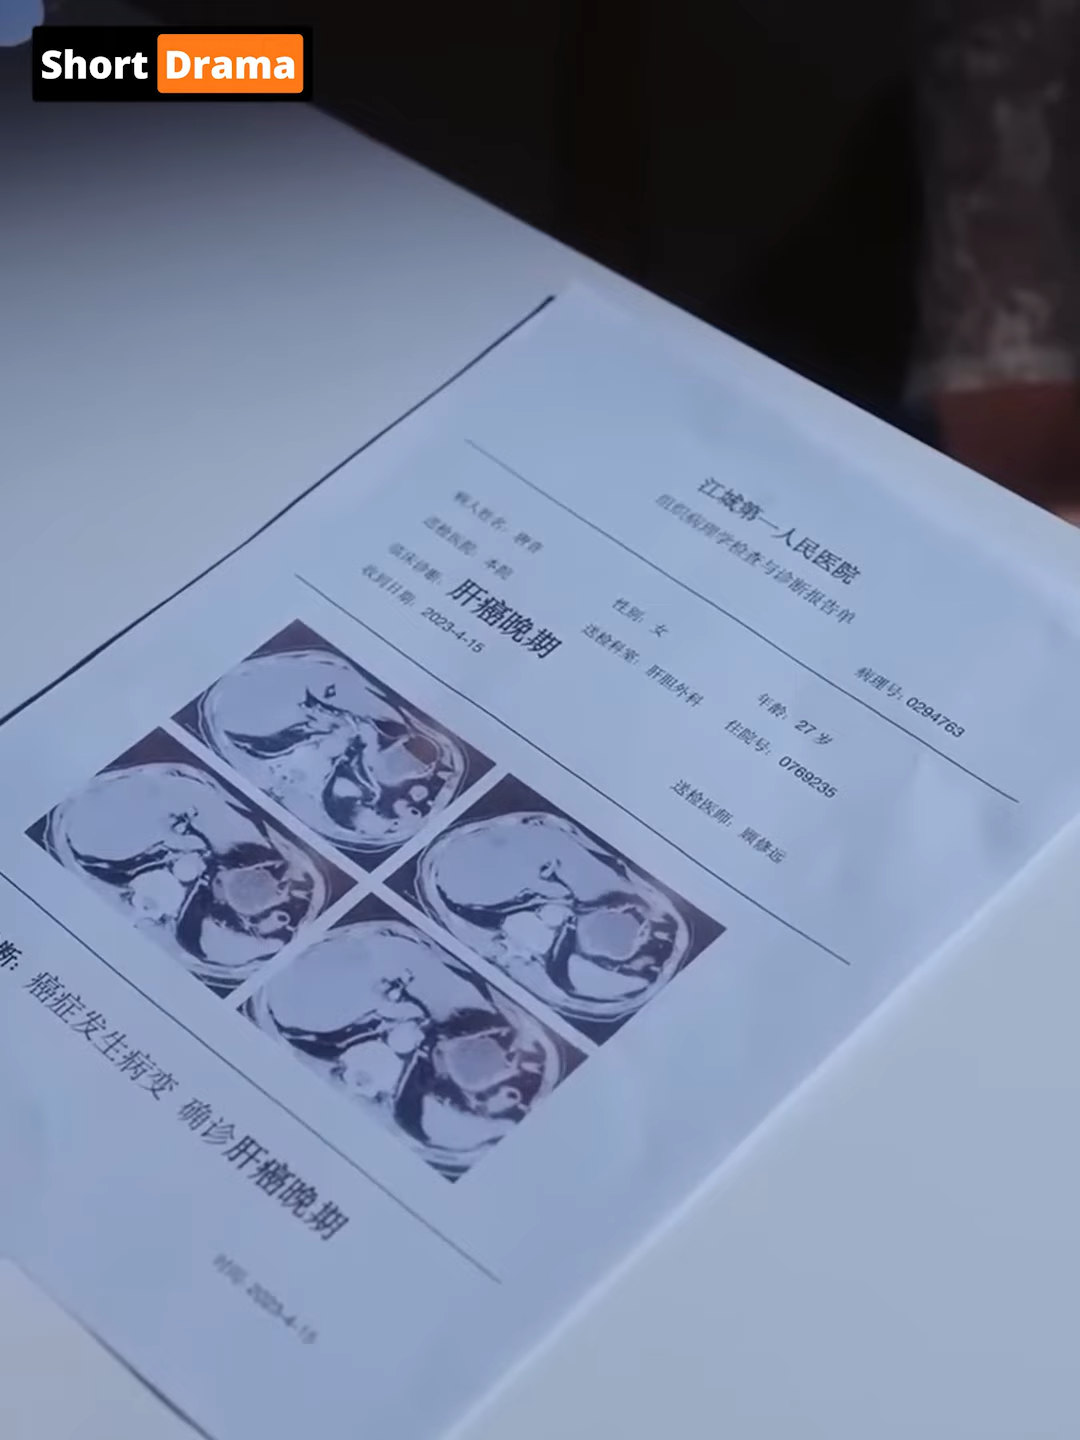 Short Drama
江城第一人民医院
组织病理学检查与诊断报告单
病理号: 0294763
病人姓名: 唐音 性别: 女 年龄: 27 岁
送检医院: 本院 送检科室: 肝胆外科 住院号: 0769235
临床诊断: 肝癌晚期 送检医师: 顾修远
收到日期: 2023-4-15
断: 癌症发生病变 确诊肝癌晚期
时间: 2023-4-15